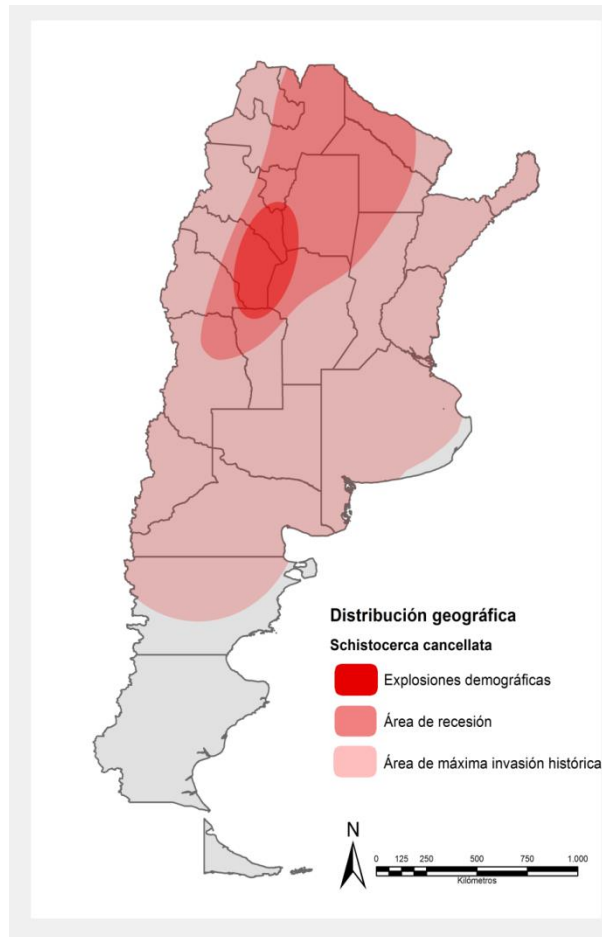 Distribución geográfica
Schistocerca cancellata
Explosiones demográficas
Área de recesión
Área de máxima invasión histórica
N
0 125 250 500 750 1.000
Kilómetros